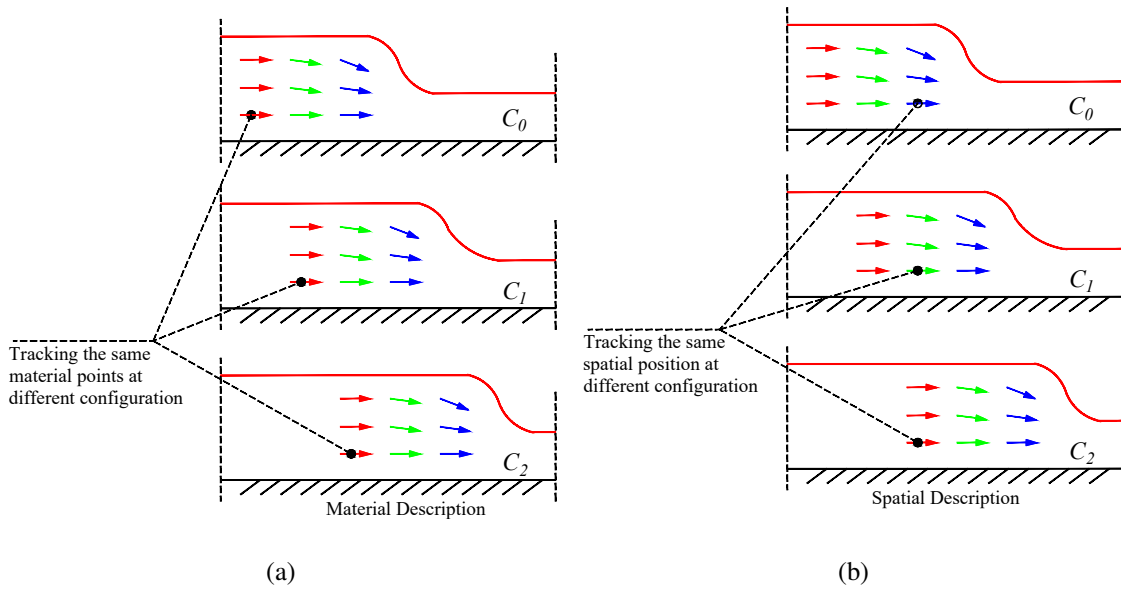 C0
C1
Tracking the same
material points at
different configuration
C2
Material Description
(a)
C0
C1
Tracking the same
spatial position at
different configuration
C2
Spatial Description
(b)